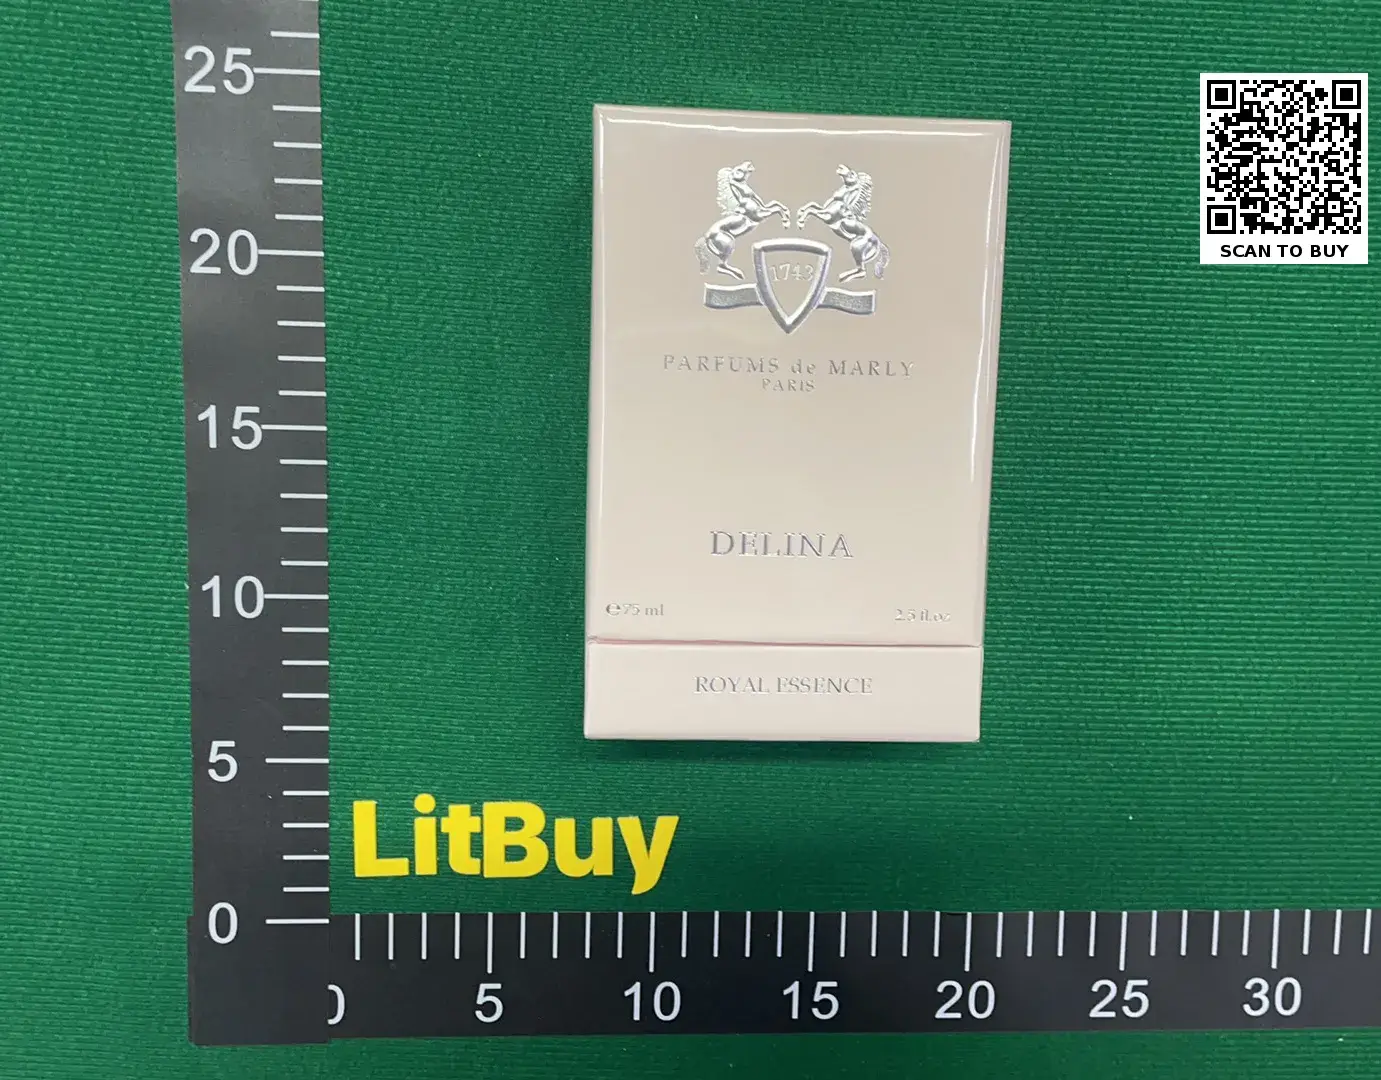 25
20
15
10
5
0
1743
PARFUMS de MARLY
PARIS
DELINA
℮75 ml
2.5 fl.oz
ROYAL ESSENCE
SCAN TO BUY
LitBuy
0
5
10
15
20
25
30